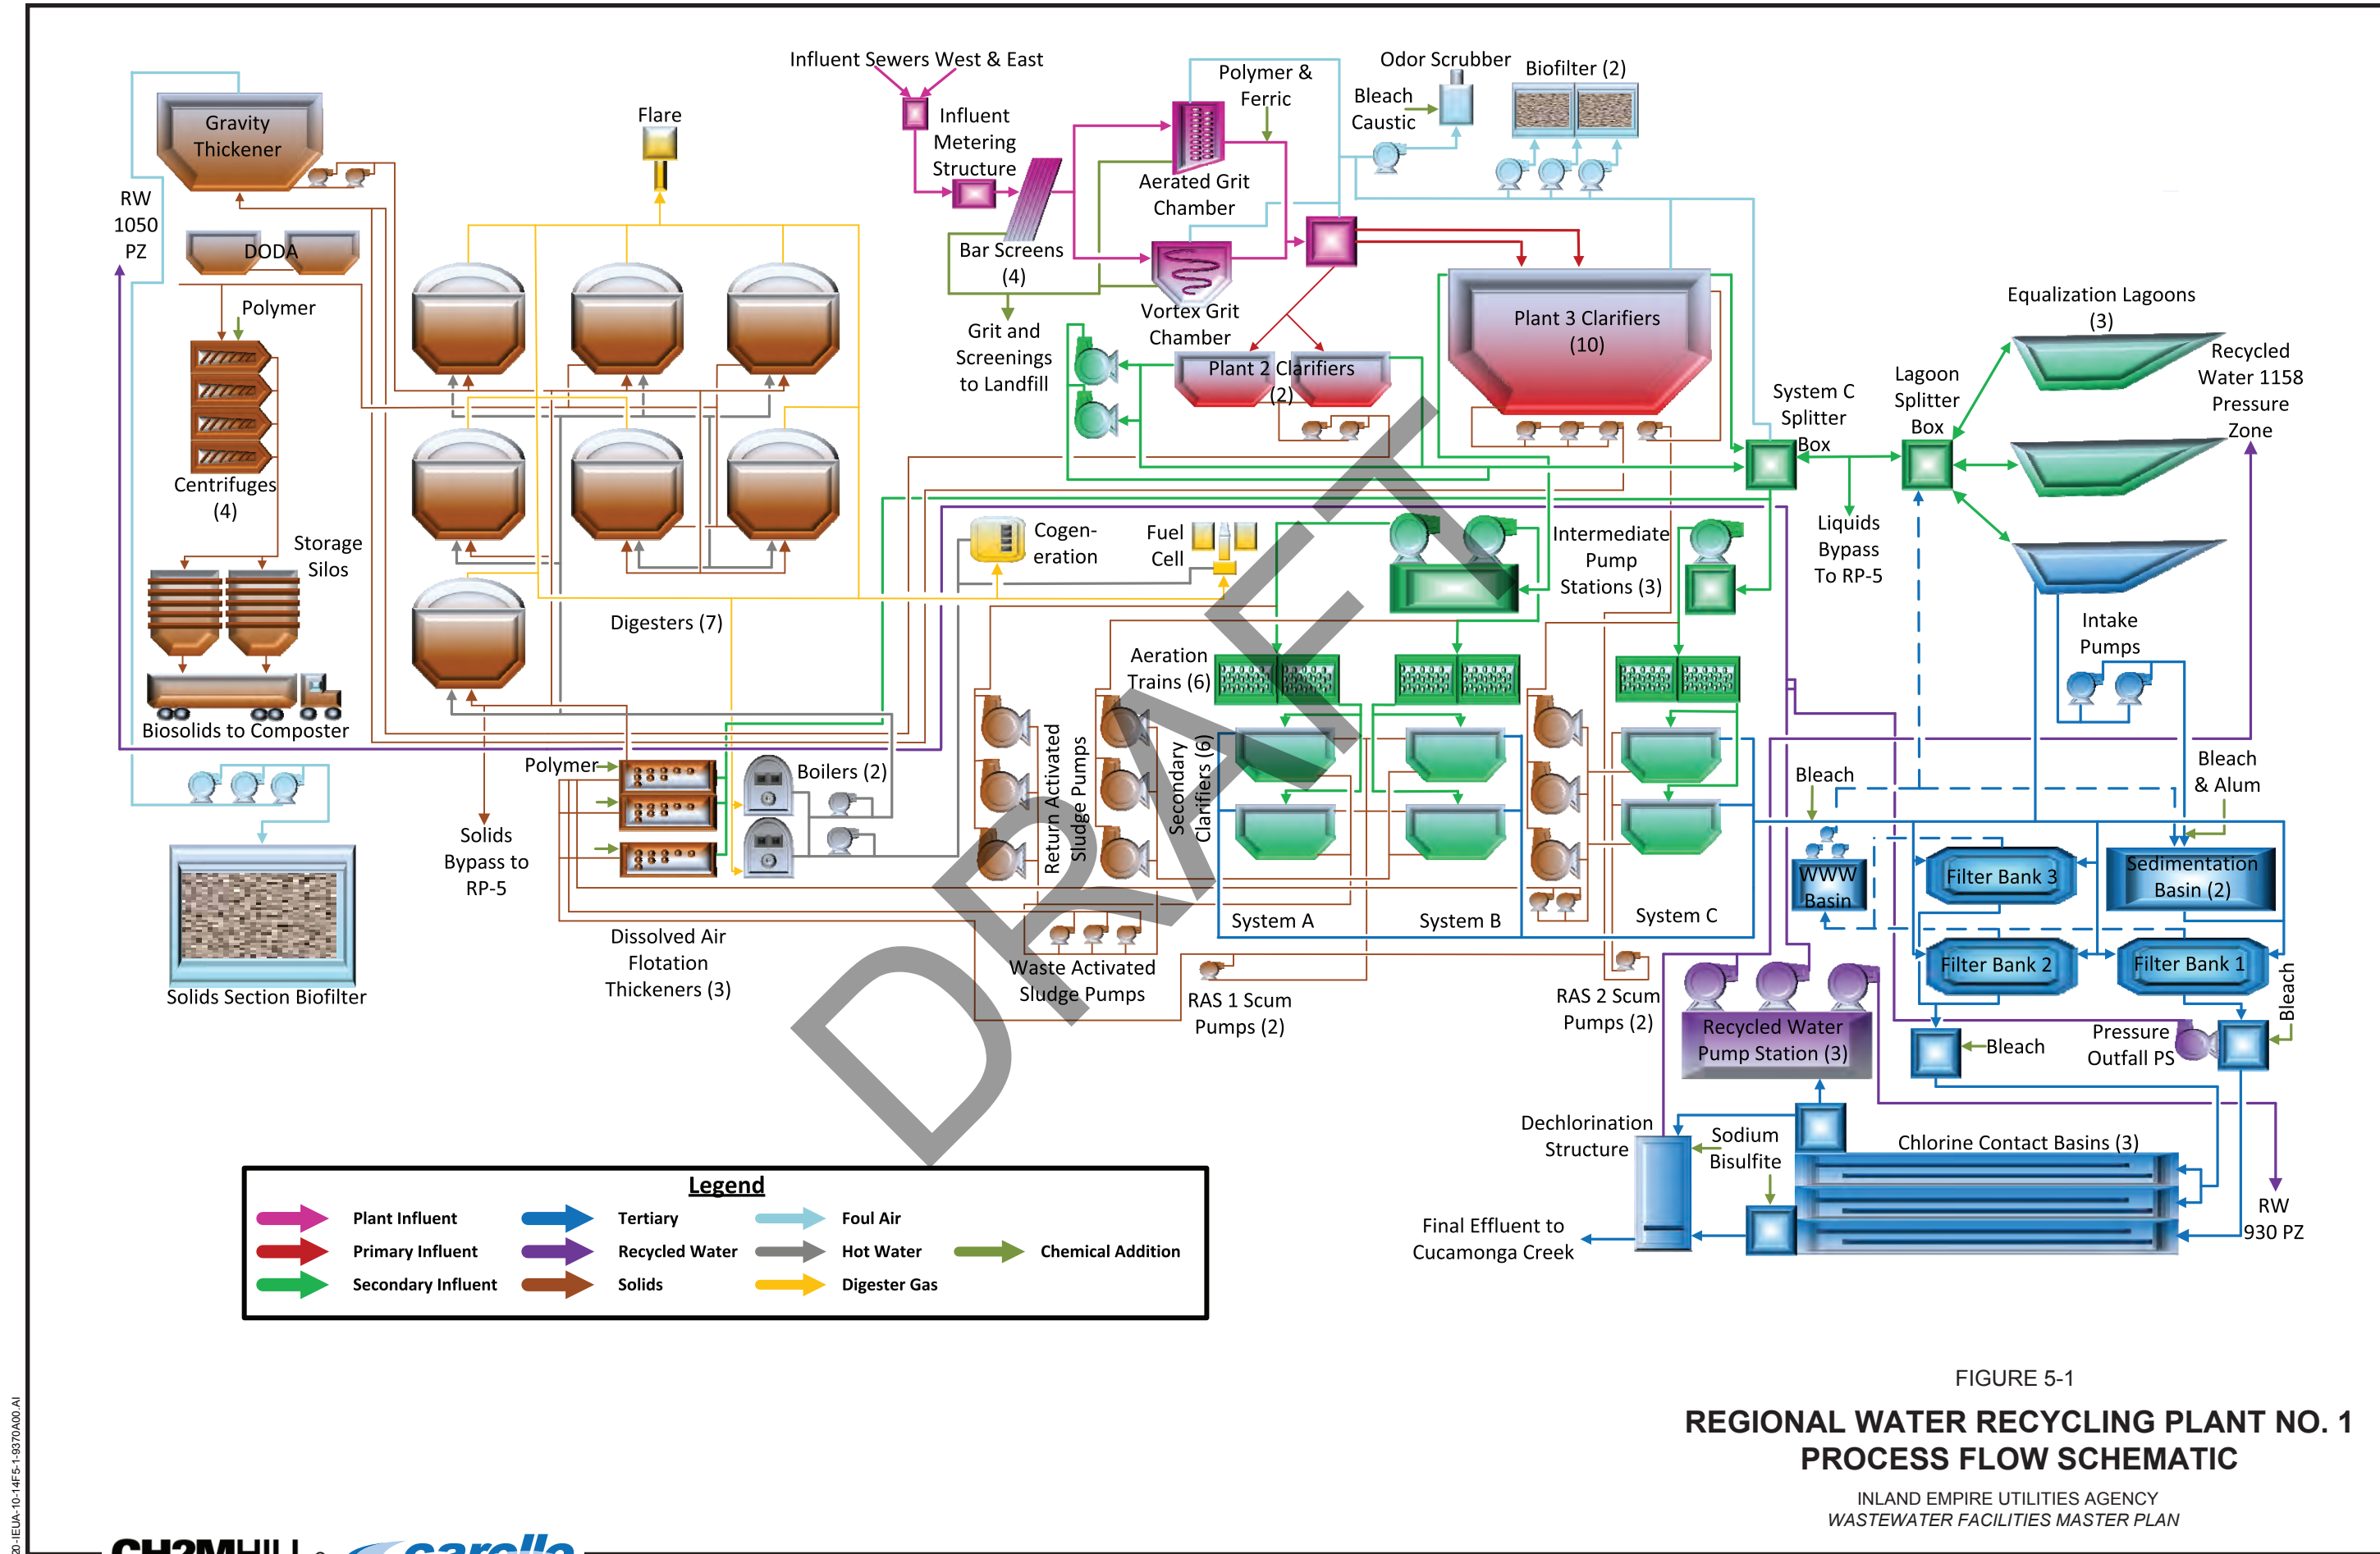 Influent Sewers West & East
Influent
Metering
Structure
Bar Screens
(4)
Grit and
Screenings
to Landfill
Polymer &
Ferric
Aerated Grit
Chamber
Vortex Grit
Chamber
Odor Scrubber
Bleach
Caustic
Biofilter (2)
Plant 2 Clarifiers
(2)
Plant 3 Clarifiers
(10)
System C
Splitter
Box
Lagoon
Splitter
Box
Equalization Lagoons
(3)
Recycled
Water 1158
Pressure
Zone
Liquids
Bypass
To RP-5
Intake
Pumps
Gravity
Thickener
RW
1050
PZ
DODA
Polymer
Centrifuges
(4)
Storage
Silos
Biosolids to Composter
Solids Section Biofilter
Flare
Digesters (7)
Cogen-
eration
Fuel
Cell
Intermediate
Pump
Stations (3)
Aeration
Trains (6)
Return Activated
Sludge Pumps
Secondary
Clarifiers (6)
Polymer
Boilers (2)
Solids
Bypass to
RP-5
Dissolved Air
Flotation
Thickeners (3)
Waste Activated
Sludge Pumps
System A
System B
System C
RAS 1 Scum
Pumps (2)
RAS 2 Scum
Pumps (2)
Bleach
WWW
Basin
Bleach
& Alum
Filter Bank 3
Sedimentation
Basin (2)
Filter Bank 2
Filter Bank 1
Bleach
Bleach
Pressure
Outfall PS
Recycled Water
Pump Station (3)
Dechlorination
Structure
Sodium
Bisulfite
Chlorine Contact Basins (3)
RW
930 PZ
Final Effluent to
Cucamonga Creek
DRAFT
Legend
Plant Influent
Primary Influent
Secondary Influent
Tertiary
Recycled Water
Solids
Foul Air
Hot Water
Digester Gas
Chemical Addition
FIGURE 5-1
REGIONAL WATER RECYCLING PLANT NO. 1
PROCESS FLOW SCHEMATIC
INLAND EMPIRE UTILITIES AGENCY
WASTEWATER FACILITIES MASTER PLAN
20-IEUA-10-14F5-1-9370A00.AI
CH2MHILL
carollo